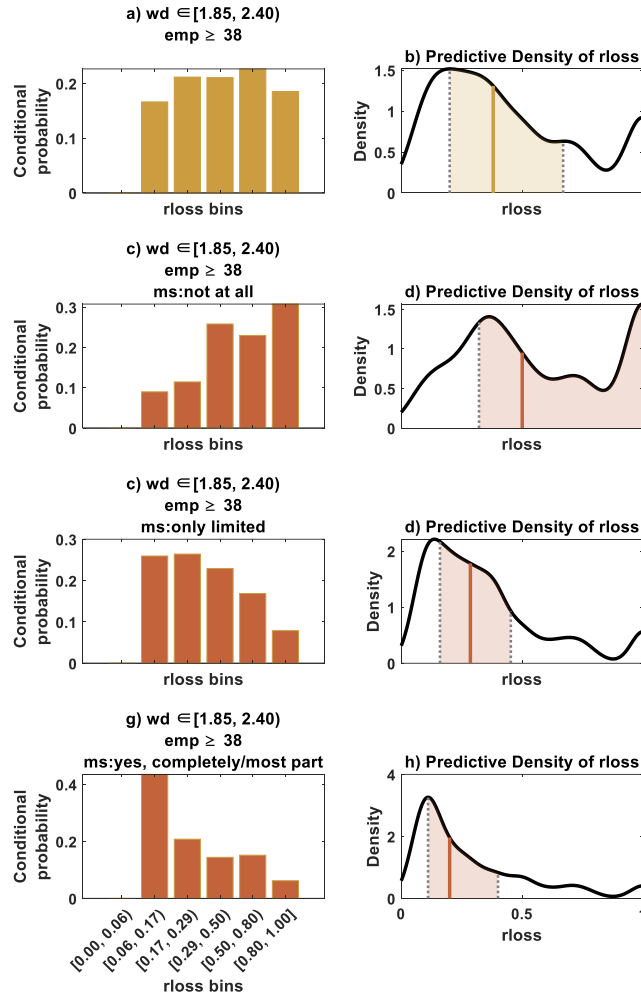 a) wd ∈[1.85, 2.40)
emp ≥ 38
0.2
0.1
0
Conditional
probability
rloss bins
b) Predictive Density of rloss
1.5
1
0.5
0
Density
rloss
c) wd ∈[1.85, 2.40)
emp ≥ 38
ms:not at all
0.3
0.2
0.1
0
Conditional
probability
rloss bins
d) Predictive Density of rloss
1.5
1
0.5
0
Density
rloss
c) wd ∈[1.85, 2.40)
emp ≥ 38
ms:only limited
0.3
0.2
0.1
0
Conditional
probability
rloss bins
d) Predictive Density of rloss
2
1
0
Density
rloss
g) wd ∈[1.85, 2.40)
emp ≥ 38
ms:yes, completely/most part
0.4
0.2
0
Conditional
probability
[0.00, 0.06)
[0.06, 0.17)
[0.17, 0.29)
[0.29, 0.50)
[0.50, 0.80)
[0.80, 1.00]
rloss bins
h) Predictive Density of rloss
4
2
0
Density
0
0.5
1
rloss